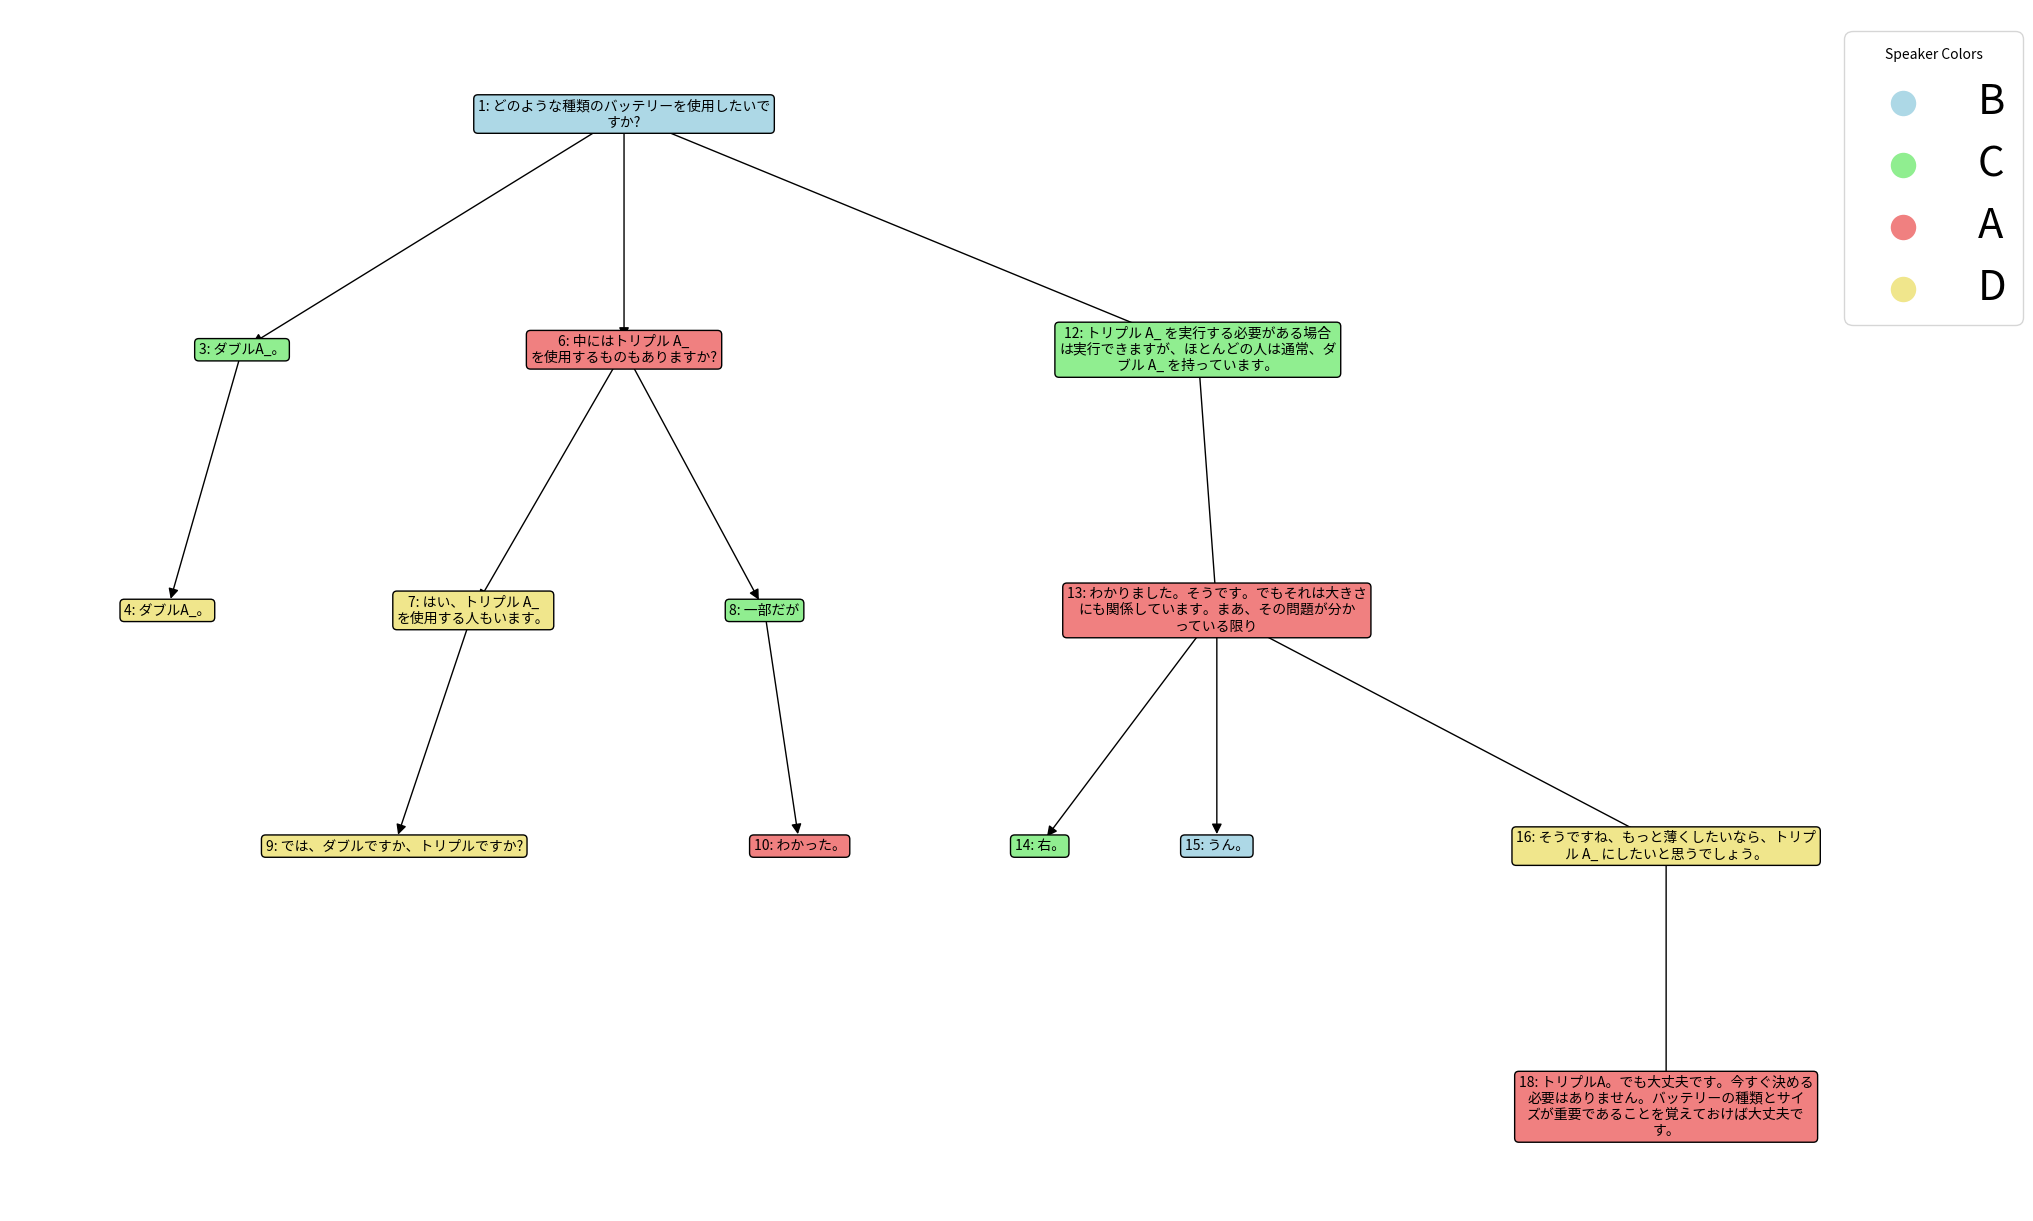 Speaker Colors
B
C
A
D
1: どのような種類のバッテリーを使用したいで
すか?
3: ダブルA_。
6: 中にはトリプル A_
を使用するものもありますか?
12: トリプル A_ を実行する必要がある場合
は実行できますが、ほとんどの人は通常、ダ
ブル A_ を持っています。
4: ダブルA_。
7: はい、トリプル A_
を使用する人もいます。
8: 一部だが
13: わかりました。そうです。でもそれは大きさ
にも関係しています。まあ、その問題が分か
っている限り
9: では、ダブルですか、トリプルですか?
10: わかった。
14: 右。
15: うん。
16: そうですね、もっと薄くしたいなら、トリプ
ル A_ にしたいと思うでしょう。
18: トリプルA。でも大丈夫です。今すぐ決める
必要はありません。バッテリーの種類とサイ
ズが重要であることを覚えておけば大丈夫で
す。